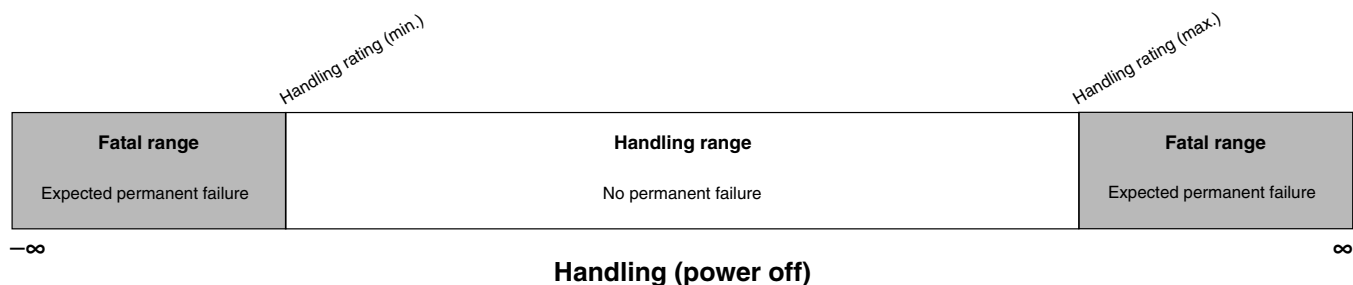 Handling rating (min.)
Handling rating (max.)
Fatal range
Expected permanent failure
Handling range
No permanent failure
Fatal range
Expected permanent failure
–∞
∞
Handling (power off)